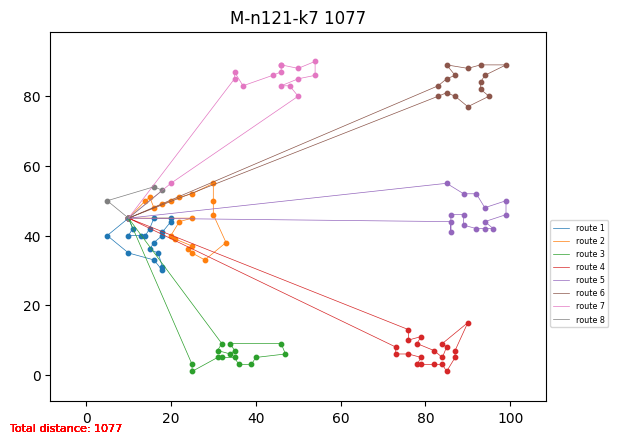 M-n121-k7 1077
80
60
40
20
0
0 20 40 60 80 100
route 1
route 2
route 3
route 4
route 5
route 6
route 7
route 8
Total distance: 1077